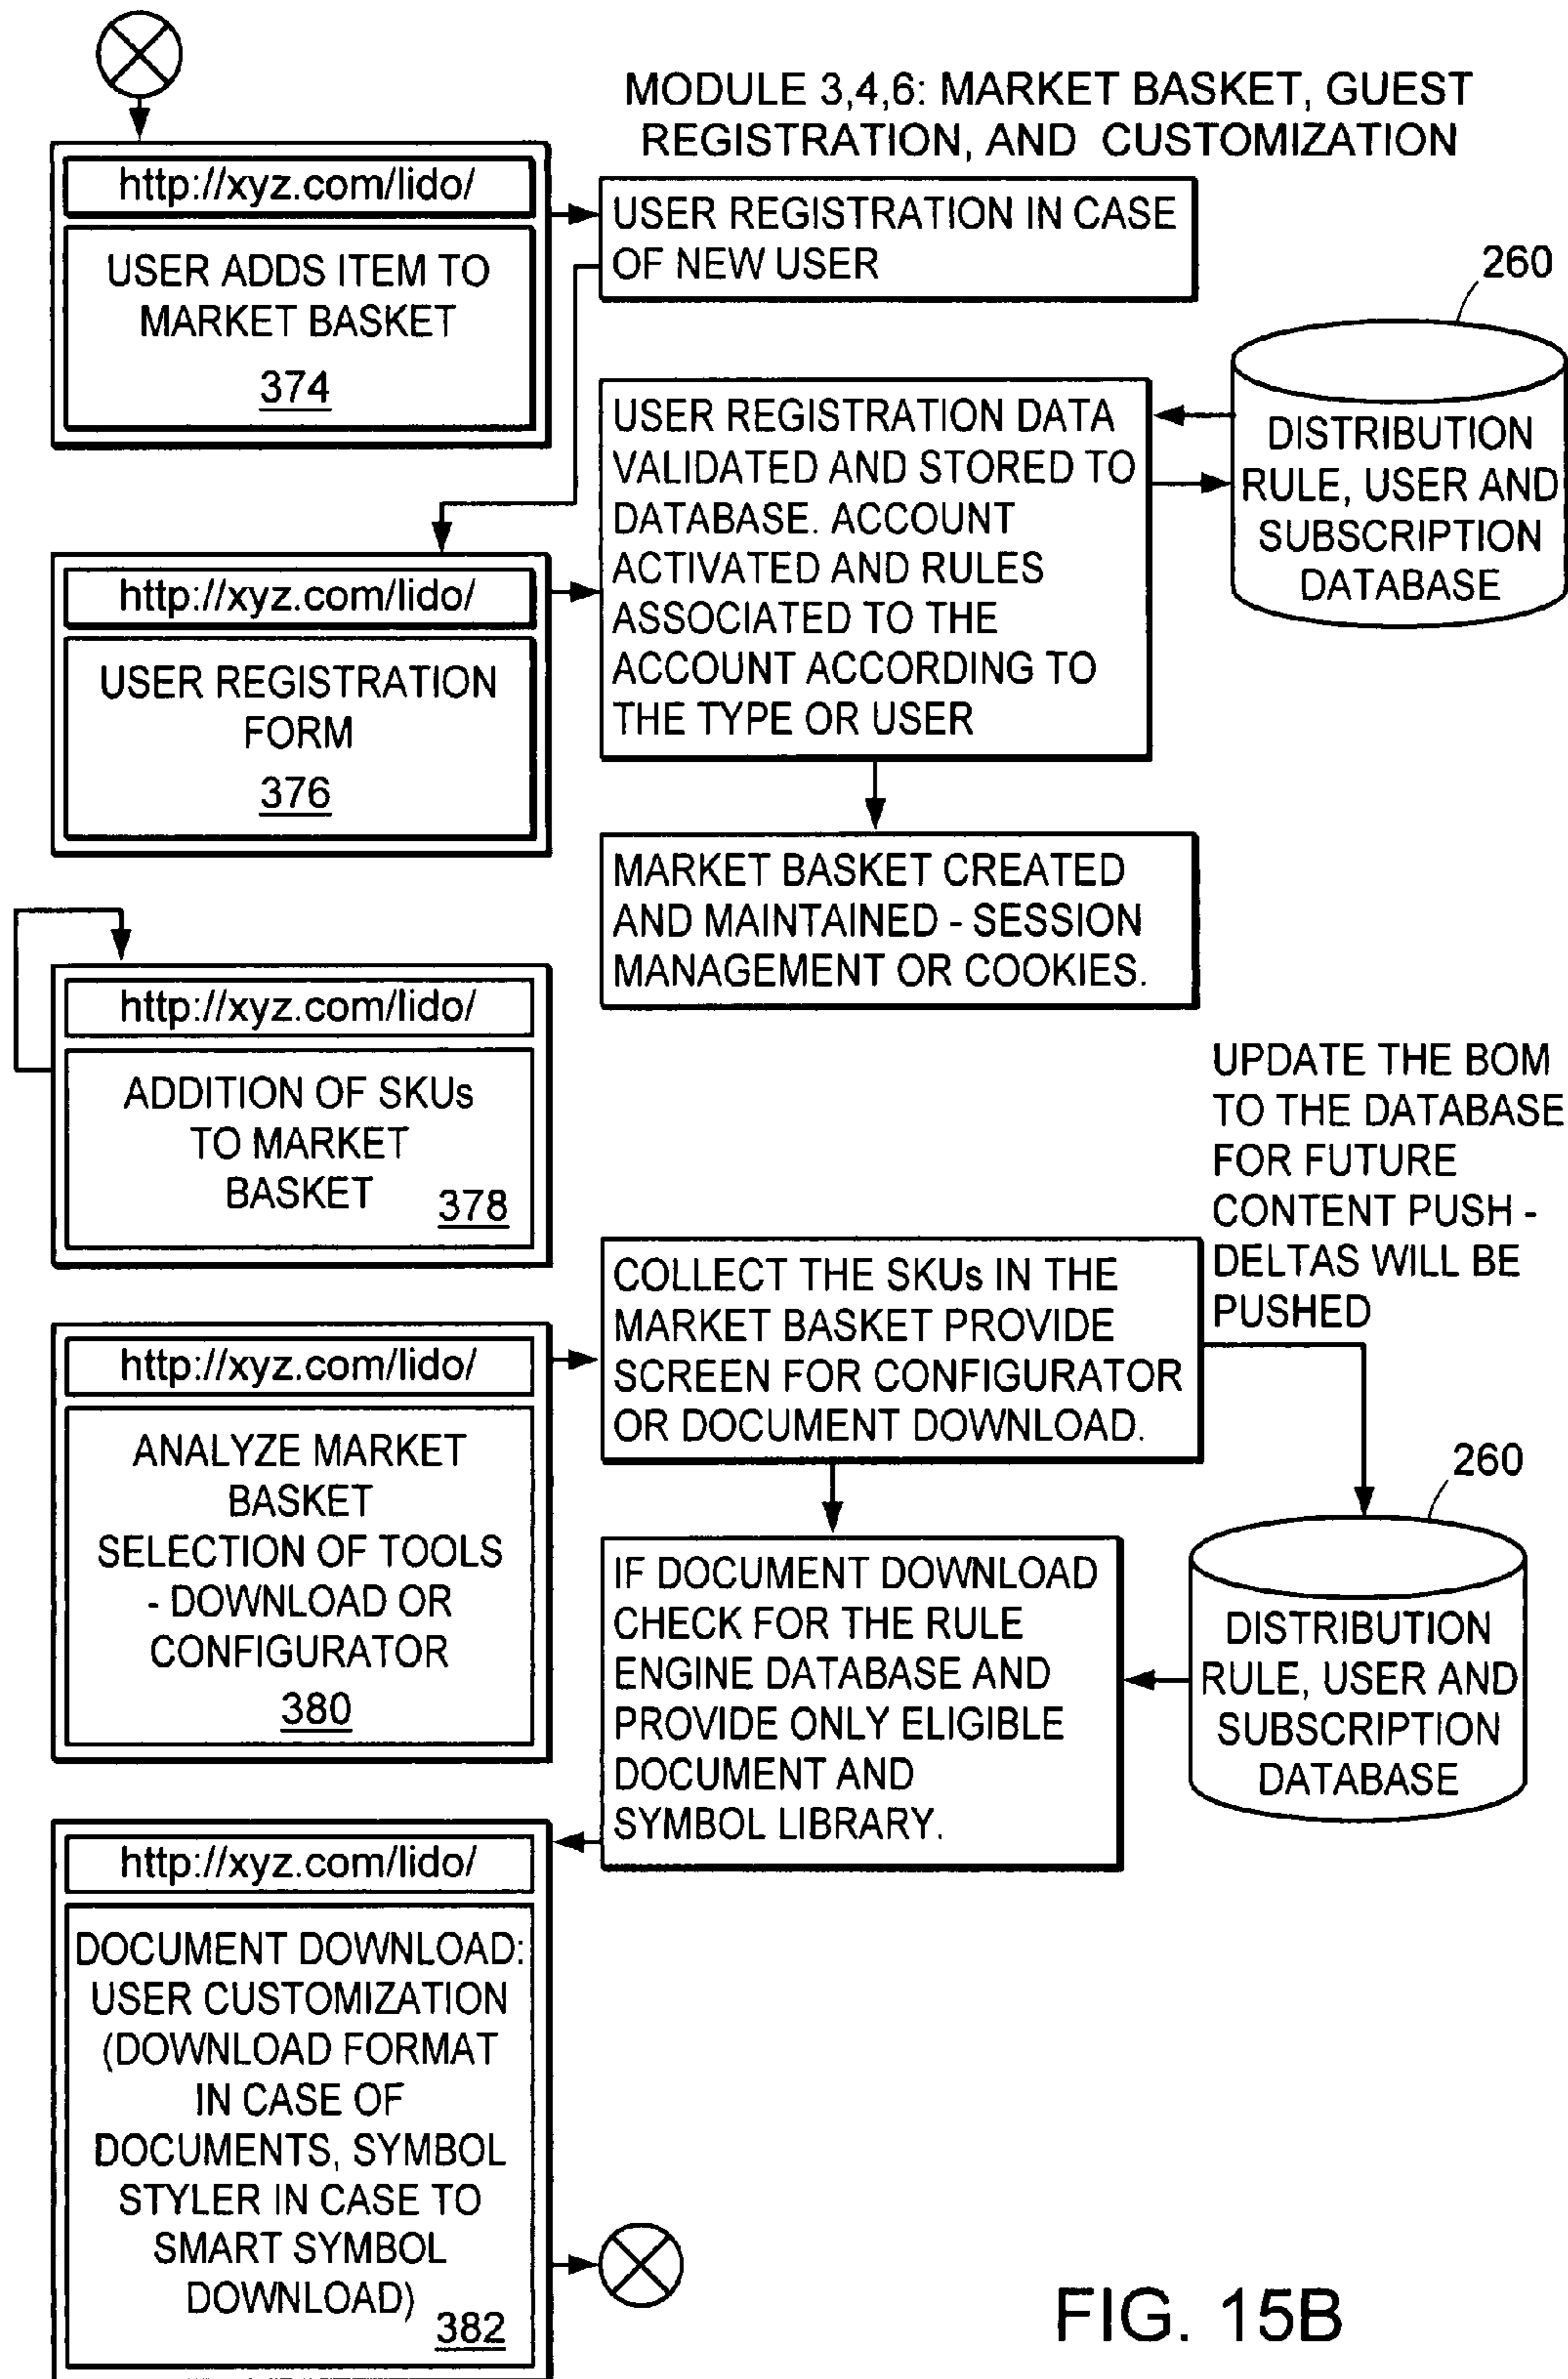 MODULE 3,4,6: MARKET BASKET, GUEST
REGISTRATION, AND CUSTOMIZATION
http://xyz.com/lido/
USER ADDS ITEM TO
MARKET BASKET
374
USER REGISTRATION IN CASE
OF NEW USER
260
DISTRIBUTION
RULE, USER AND
SUBSCRIPTION
DATABASE
USER REGISTRATION DATA
VALIDATED AND STORED TO
DATABASE. ACCOUNT
ACTIVATED AND RULES
ASSOCIATED TO THE
ACCOUNT ACCORDING TO
THE TYPE OR USER
http://xyz.com/lido/
USER REGISTRATION
FORM
376
MARKET BASKET CREATED
AND MAINTAINED - SESSION
MANAGEMENT OR COOKIES.
http://xyz.com/lido/
ADDITION OF SKUs
TO MARKET
BASKET
378
UPDATE THE BOM
TO THE DATABASE
FOR FUTURE
CONTENT PUSH -
DELTAS WILL BE
PUSHED
COLLECT THE SKUs IN THE
MARKET BASKET PROVIDE
SCREEN FOR CONFIGURATOR
OR DOCUMENT DOWNLOAD.
http://xyz.com/lido/
ANALYZE MARKET
BASKET
SELECTION OF TOOLS
- DOWNLOAD OR
CONFIGURATOR
380
260
DISTRIBUTION
RULE, USER AND
SUBSCRIPTION
DATABASE
IF DOCUMENT DOWNLOAD
CHECK FOR THE RULE
ENGINE DATABASE AND
PROVIDE ONLY ELIGIBLE
DOCUMENT AND
SYMBOL LIBRARY.
http://xyz.com/lido/
DOCUMENT DOWNLOAD:
USER CUSTOMIZATION
(DOWNLOAD FORMAT
IN CASE OF
DOCUMENTS, SYMBOL
STYLER IN CASE TO
SMART SYMBOL
DOWNLOAD)
382
FIG. 15B